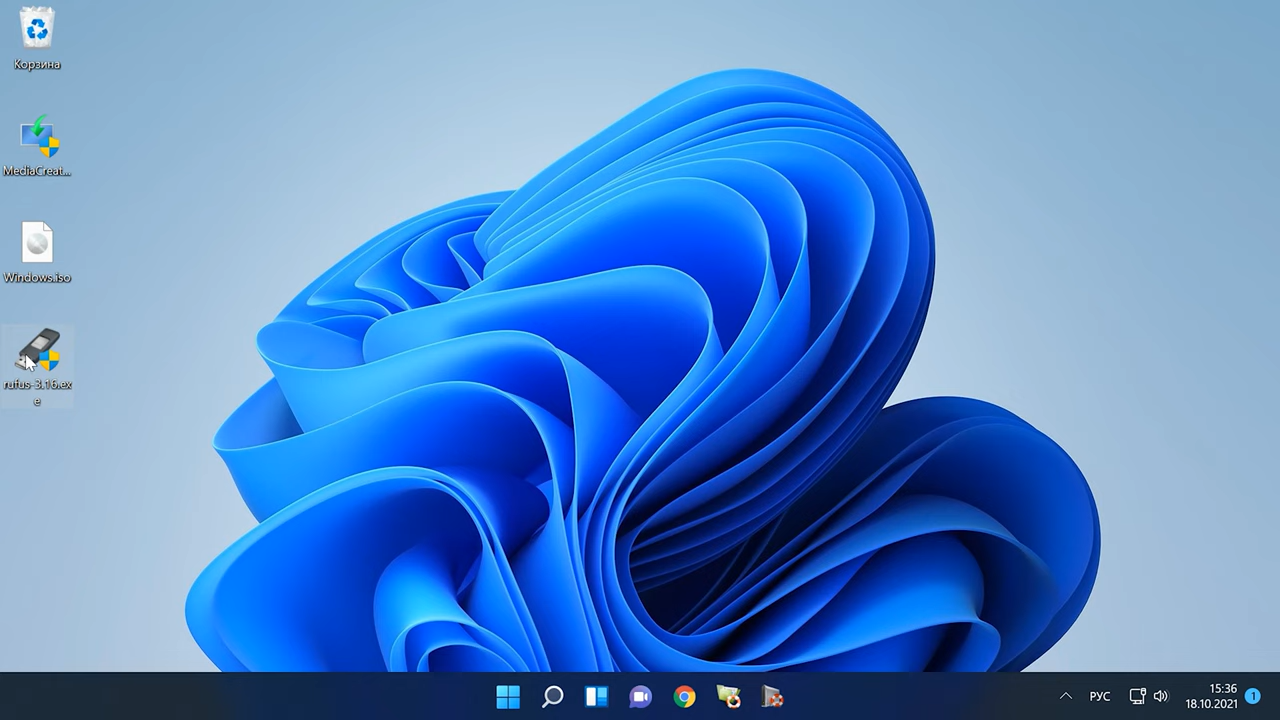 Корзина
MediaCreat...
Windows.iso
rufus-3.16.ex
e
РУС
15:36
18.10.2021
1